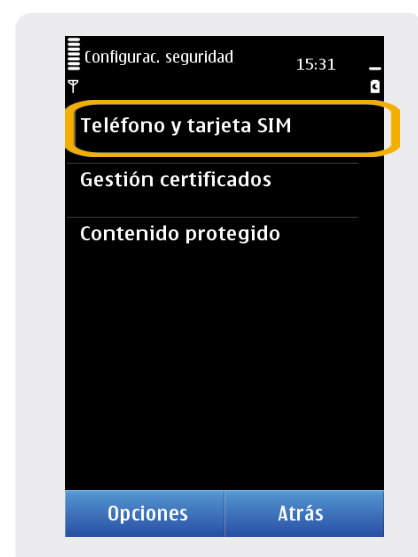 Configurac. seguridad
15:31
Teléfono y tarjeta SIM
Gestión certificados
Contenido protegido
Opciones
Atrás